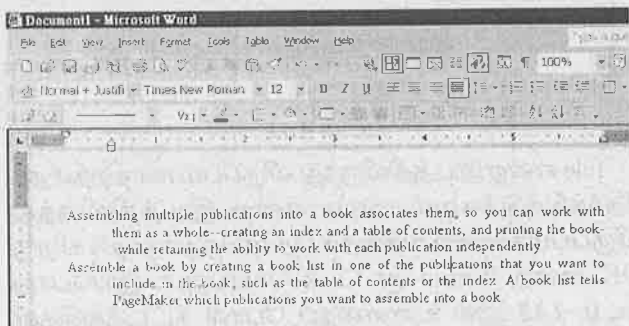 Document1 - Microsoft Word
File Edit View Insert Format Tools Table Window Help
100%
Normal + Justifi Times New Roman 12 B I U
Assembling multiple publications into a book associates them, so you can work with
them as a whole--creating an index and a table of contents, and printing the book-
while retaining the ability to work with each publication independently
Assemble a book by creating a book list in one of the publications that you want to
include in the book, such as the table of contents or the index. A book list tells
PageMaker which publications you want to assemble into a book